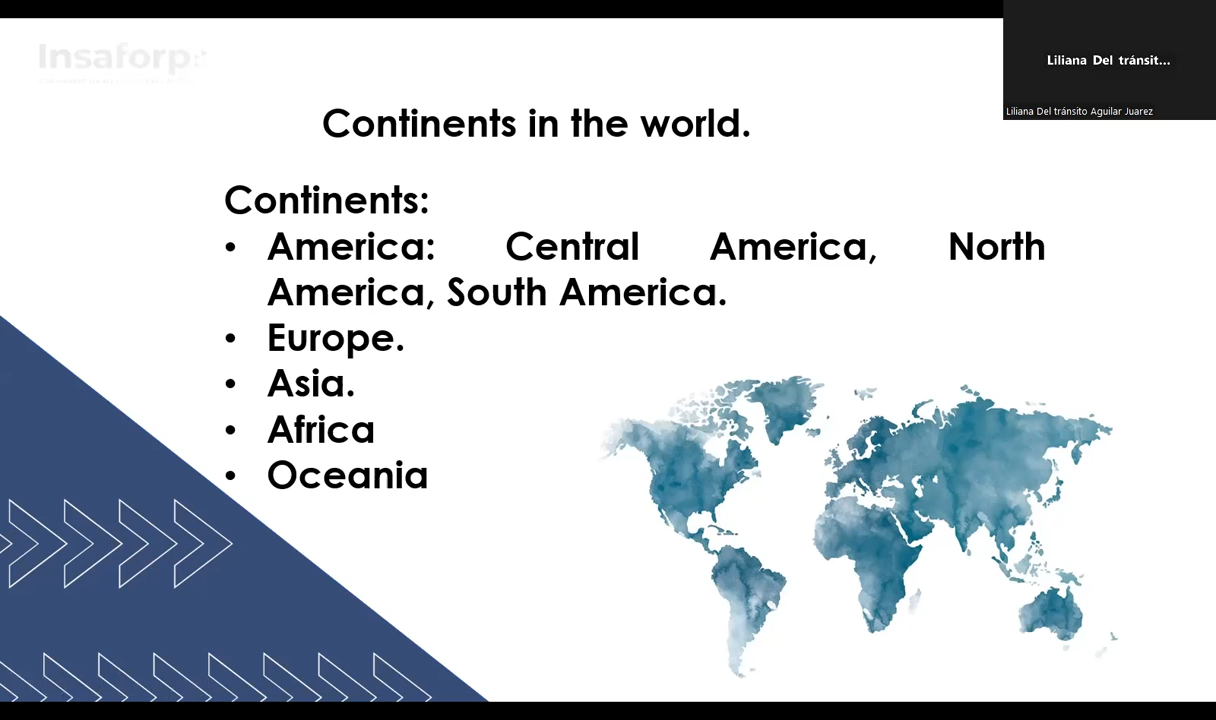 Insaforp
Liliana Del tránsit...
Liliana Del tránsito Aguilar Juarez
Continents in the world.
Continents:
• America: Central America, North
America, South America.
• Europe.
• Asia.
• Africa
• Oceania